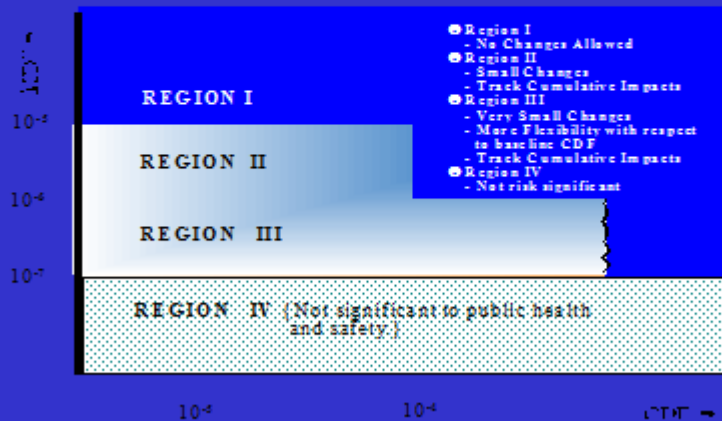 Region I
- No Changes Allowed
Region II
- Small Changes
- Track Cumulative Impacts
Region III
- Very Small Changes
- More Flexibility with respect
to baseline CDF
- Track Cumulative Impacts
Region IV
- Not risk significant
REGION I
10⁻⁵
REGION II
10⁻⁶
REGION III
10⁻⁷
REGION IV {Not significant to public health
and safety.}
10⁻⁵
10⁻⁴
CDF →